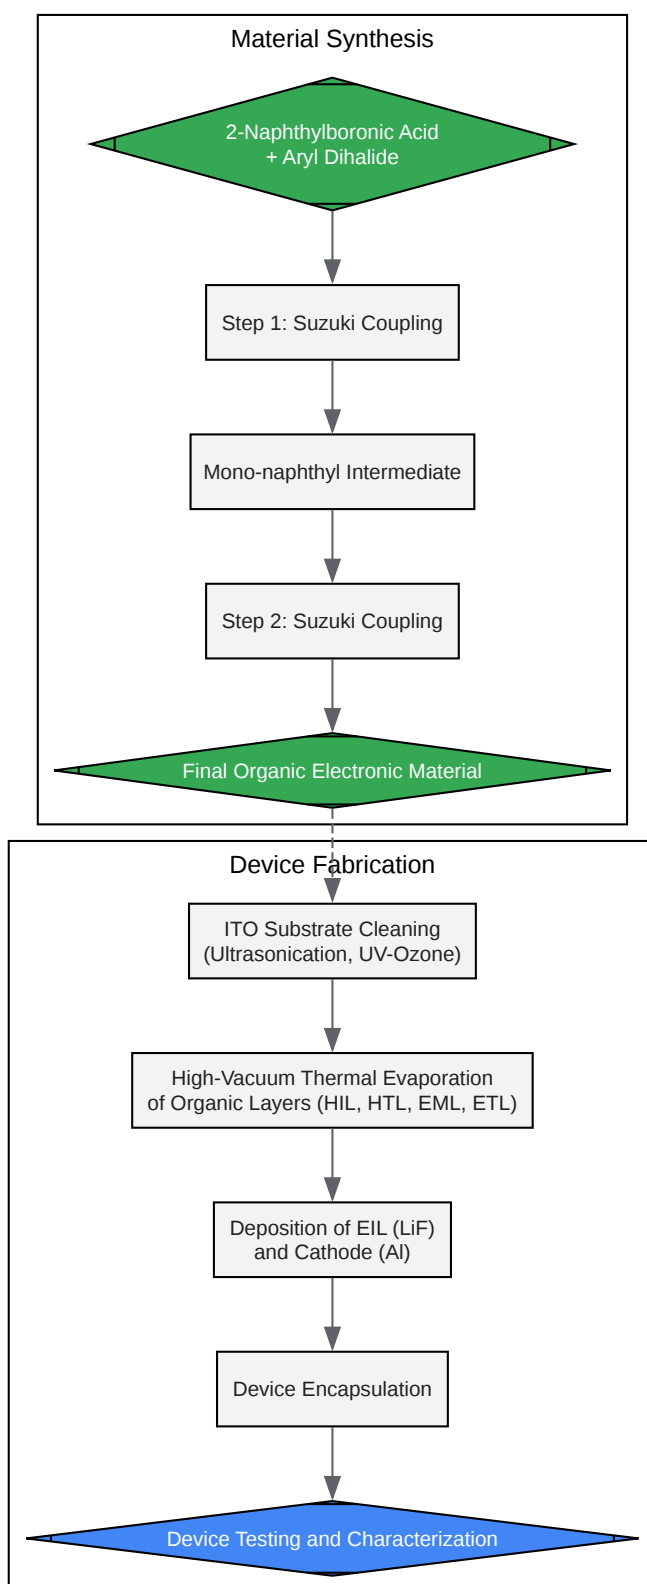 Material Synthesis
2-Naphthylboronic Acid
+ Aryl Dihalide
Step 1: Suzuki Coupling
Mono-naphthyl Intermediate
Step 2: Suzuki Coupling
Final Organic Electronic Material
Device Fabrication
ITO Substrate Cleaning
(Ultrasonication, UV-Ozone)
High-Vacuum Thermal Evaporation
of Organic Layers (HIL, HTL, EML, ETL)
Deposition of EIL (LiF)
and Cathode (Al)
Device Encapsulation
Device Testing and Characterization